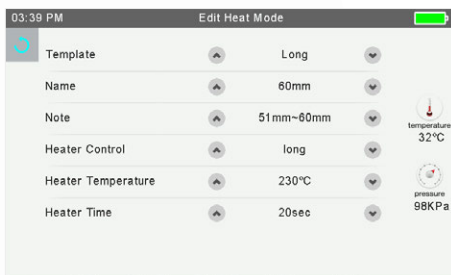 03:39 PM Edit Heat Mode
Template Long
Name 60mm
Note 51mm~60mm
Heater Control long
Heater Temperature 230℃
Heater Time 20sec
temperature
32℃
pressure
98KPa